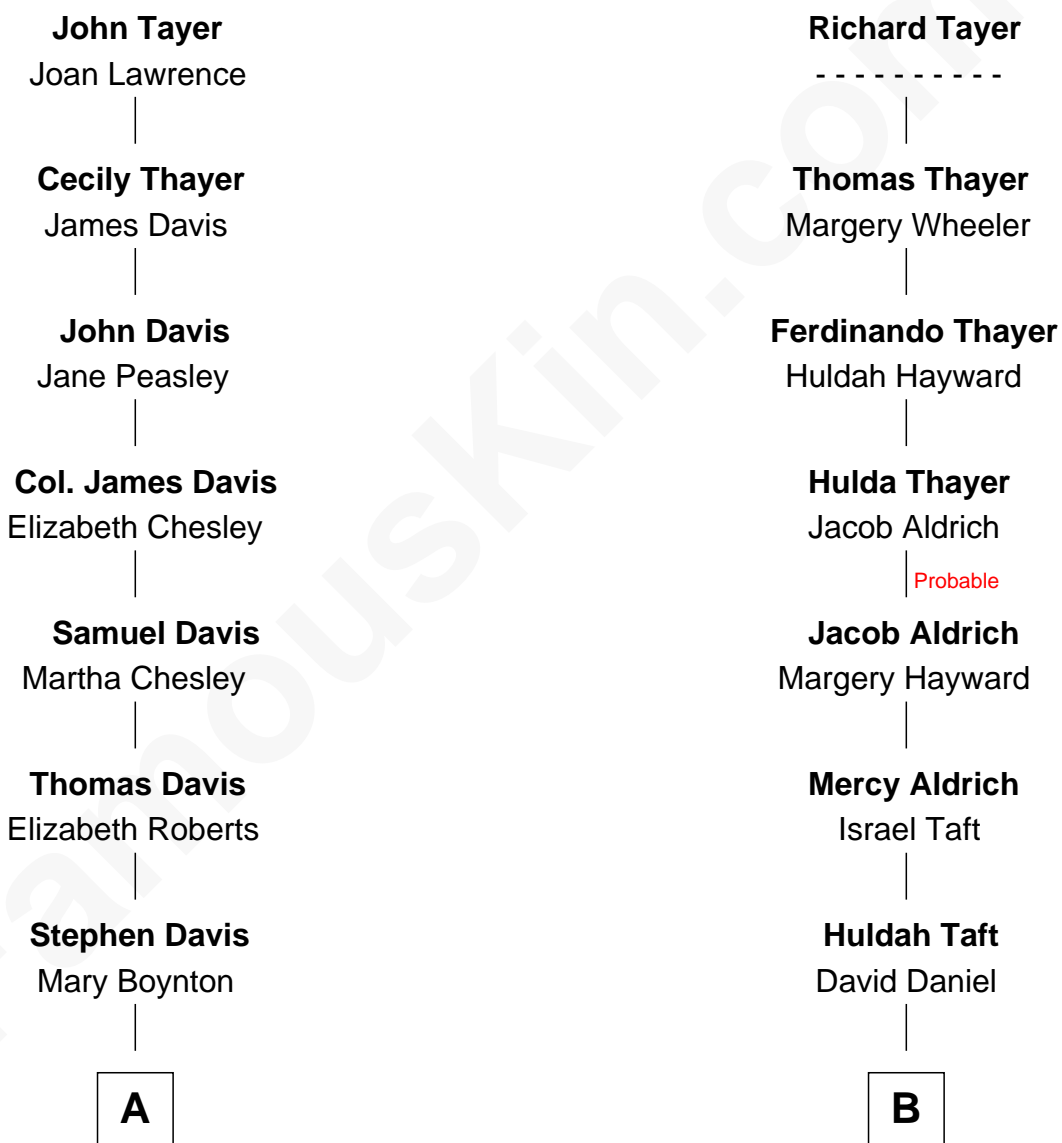 John Tayer
Joan Lawrence
Cecily Thayer
James Davis
John Davis
Jane Peasley
Col. James Davis
Elizabeth Chesley
Samuel Davis
Martha Chesley
Thomas Davis
Elizabeth Roberts
Stephen Davis
Mary Boynton
A
Richard Tayer
- - - - - - - - - -
Thomas Thayer
Margery Wheeler
Ferdinando Thayer
Huldah Hayward
Hulda Thayer
Jacob Aldrich
Probable
Jacob Aldrich
Margery Hayward
Mercy Aldrich
Israel Taft
Huldah Taft
David Daniel
B
FamousKin.com